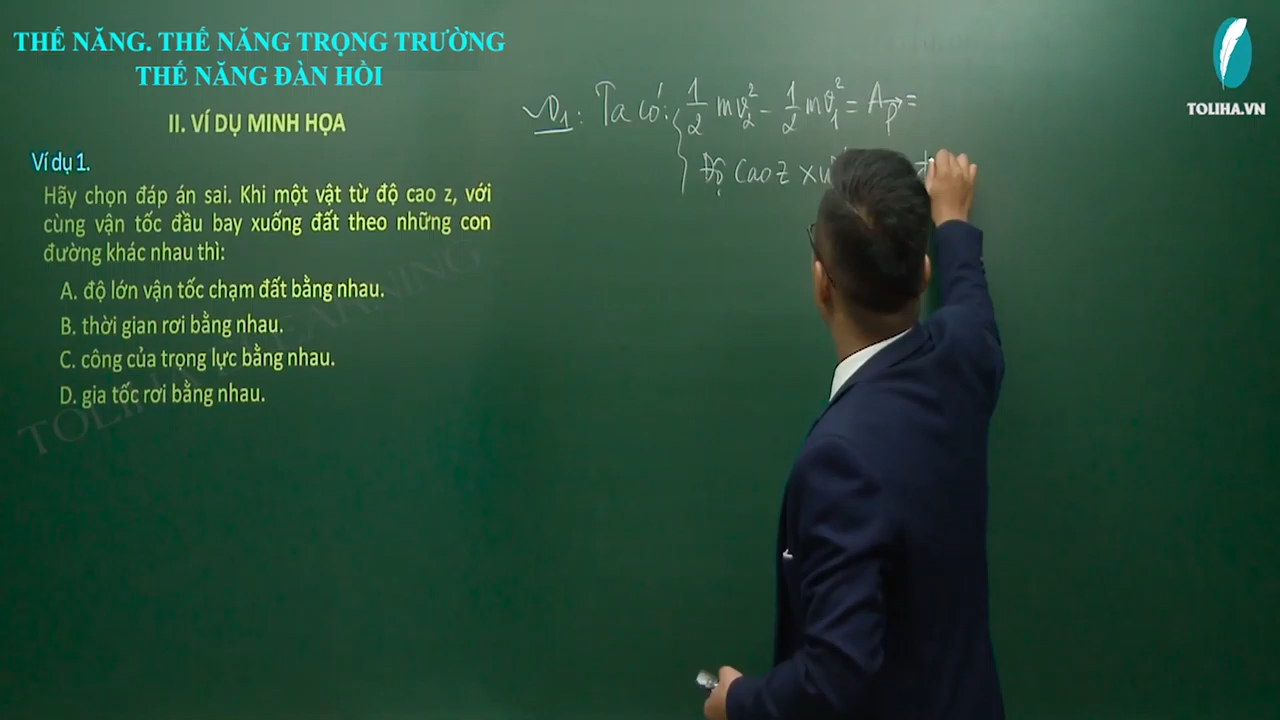 THẾ NĂNG. THẾ NĂNG TRỌNG TRƯỜNG
THẾ NĂNG ĐÀN HỒI
II. VÍ DỤ MINH HỌA
Ví dụ 1.
Hãy chọn đáp án sai. Khi một vật từ độ cao z, với
cùng vận tốc đầu bay xuống đất theo những con
đường khác nhau thì:
A. độ lớn vận tốc chạm đất bằng nhau.
B. thời gian rơi bằng nhau.
C. công của trọng lực bằng nhau.
D. gia tốc rơi bằng nhau.
TOLIHA E-LEARNING
TOLIHA.VN
VD1: Ta có: { 1/2 mv₂² - 1/2 mv₁² = A_P⃗ =
Độ cao z